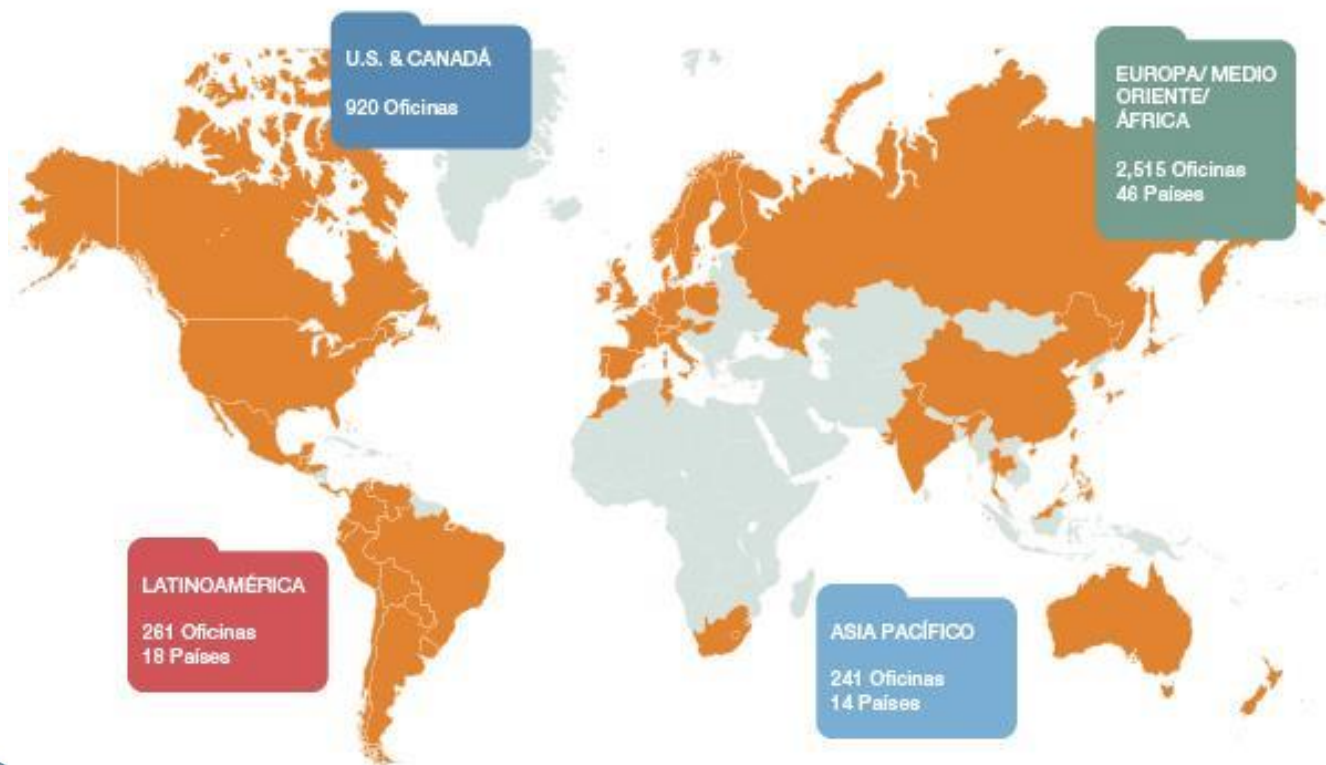 U.S. & CANADÁ
920 Oficinas
EUROPA/ MEDIO
ORIENTE/
ÁFRICA
2,515 Oficinas
46 Países
LATINOAMÉRICA
261 Oficinas
18 Países
ASIA PACÍFICO
241 Oficinas
14 Países